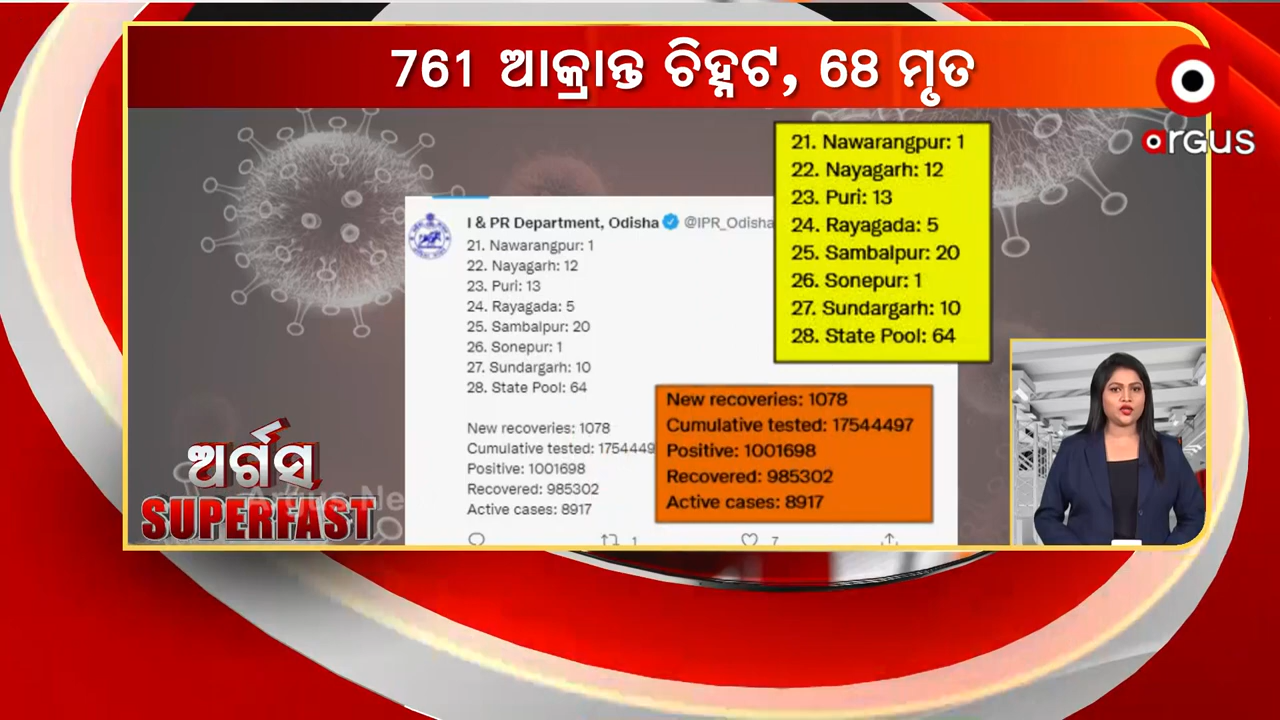 761 ଆକ୍ରାନ୍ତ ଚିହ୍ନଟ, 68 ମୃତ
argus
21. Nawarangpur: 1
22. Nayagarh: 12
23. Puri: 13
24. Rayagada: 5
25. Sambalpur: 20
26. Sonepur: 1
27. Sundargarh: 10
28. State Pool: 64
I & PR Department, Odisha @IPR_Odisha
21. Nawarangpur: 1
22. Nayagarh: 12
23. Puri: 13
24. Rayagada: 5
25. Sambalpur: 20
26. Sonepur: 1
27. Sundargarh: 10
28. State Pool: 64
New recoveries: 1078
Cumulative tested: 1754449
Positive: 1001698
Recovered: 985302
Active cases: 8917
1
7
New recoveries: 1078
Cumulative tested: 17544497
Positive: 1001698
Recovered: 985302
Active cases: 8917
ଅର୍ଗସ
SUPERFAST